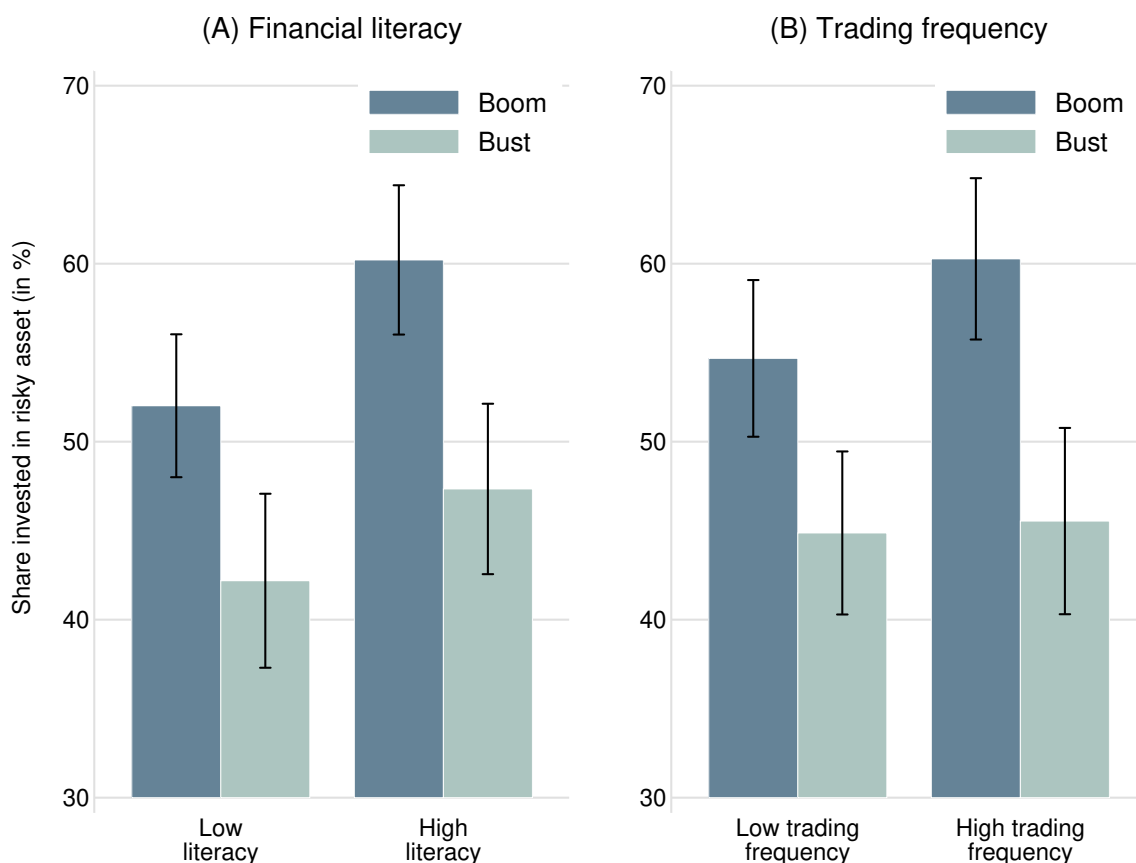 (A) Financial literacy
Share invested in risky asset (in %)
70
60
50
40
30
Boom
Bust
Low
literacy
High
literacy
(B) Trading frequency
70
60
50
40
30
Boom
Bust
Low trading
frequency
High trading
frequency